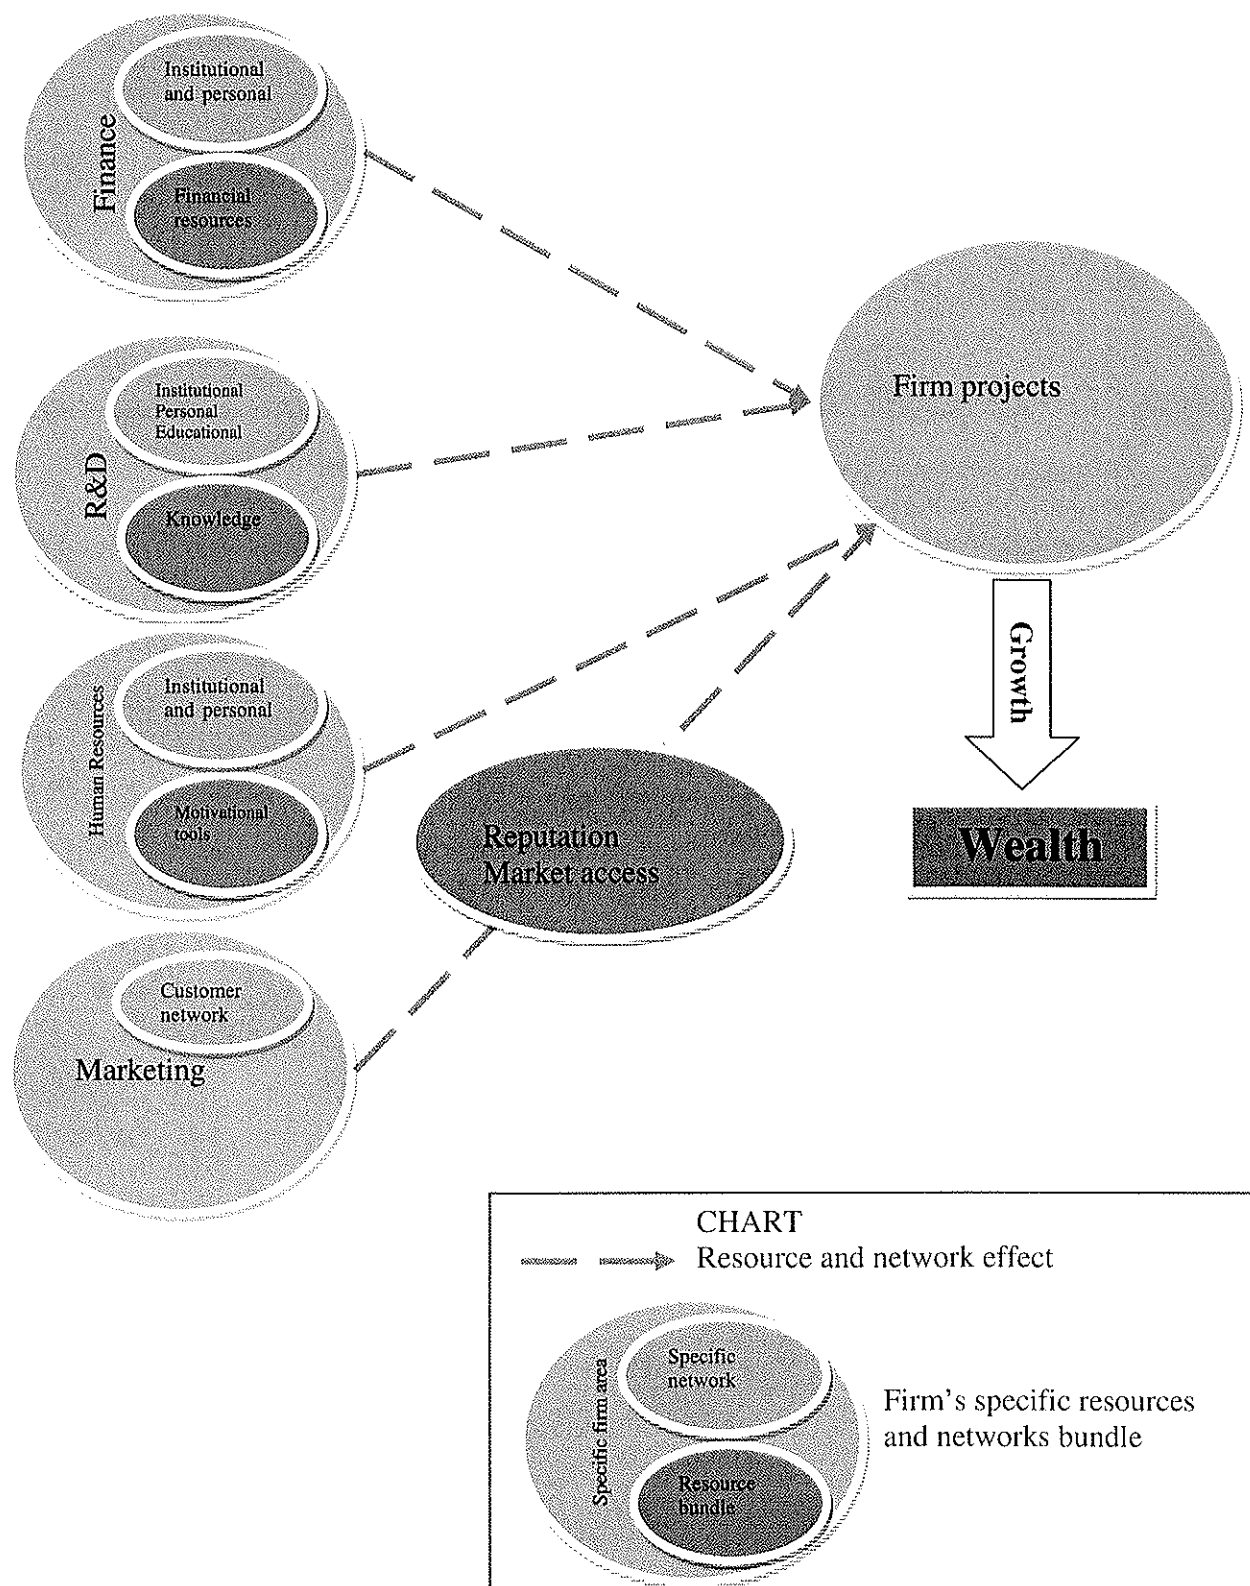 Institutional
and personal
Finance
Financial
resources
Institutional
Personal
Educational
R&D
Knowledge
Firm projects
Growth
Wealth
Institutional
and personal
Human Resources
Motivational
tools
Reputation
Market access
Customer
network
Marketing
CHART
Resource and network effect
Specific
network
Specific firm area
Resource
bundle
Firm's specific resources
and networks bundle